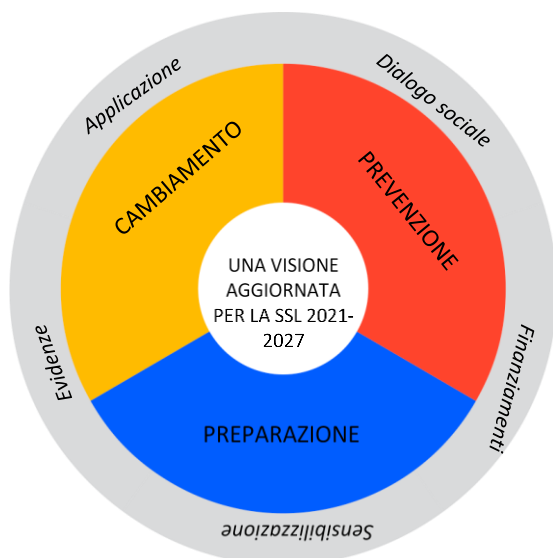 Applicazione
Dialogo sociale
CAMBIAMENTO
PREVENZIONE
UNA VISIONE
AGGIORNATA
PER LA SSL 2021-
2027
Evidenze
Finanziamenti
PREPARAZIONE
Sensibilizzazione